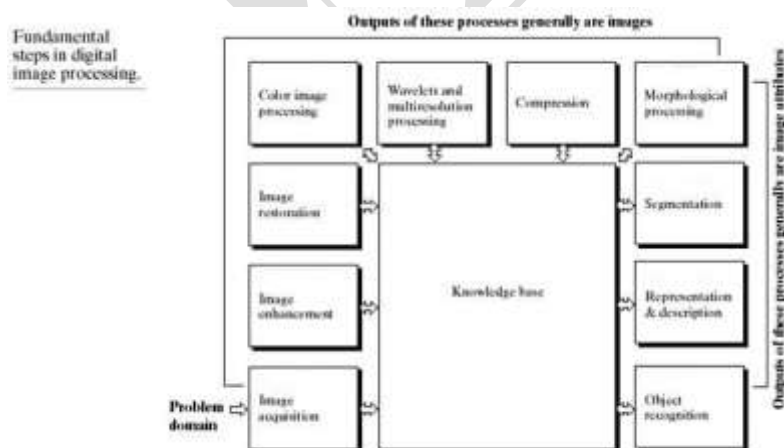 Fundamental
steps in digital
image processing.
Outputs of these processes generally are images
Color image
processing
Wavelets and
multiresolution
processing
Compression
Morphological
processing
Image
restoration
Segmentation
Image
enhancement
Knowledge base
Representation
& description
Problem
domain
Image
acquisition
Object
recognition
Outputs of these processes generally are image attributes